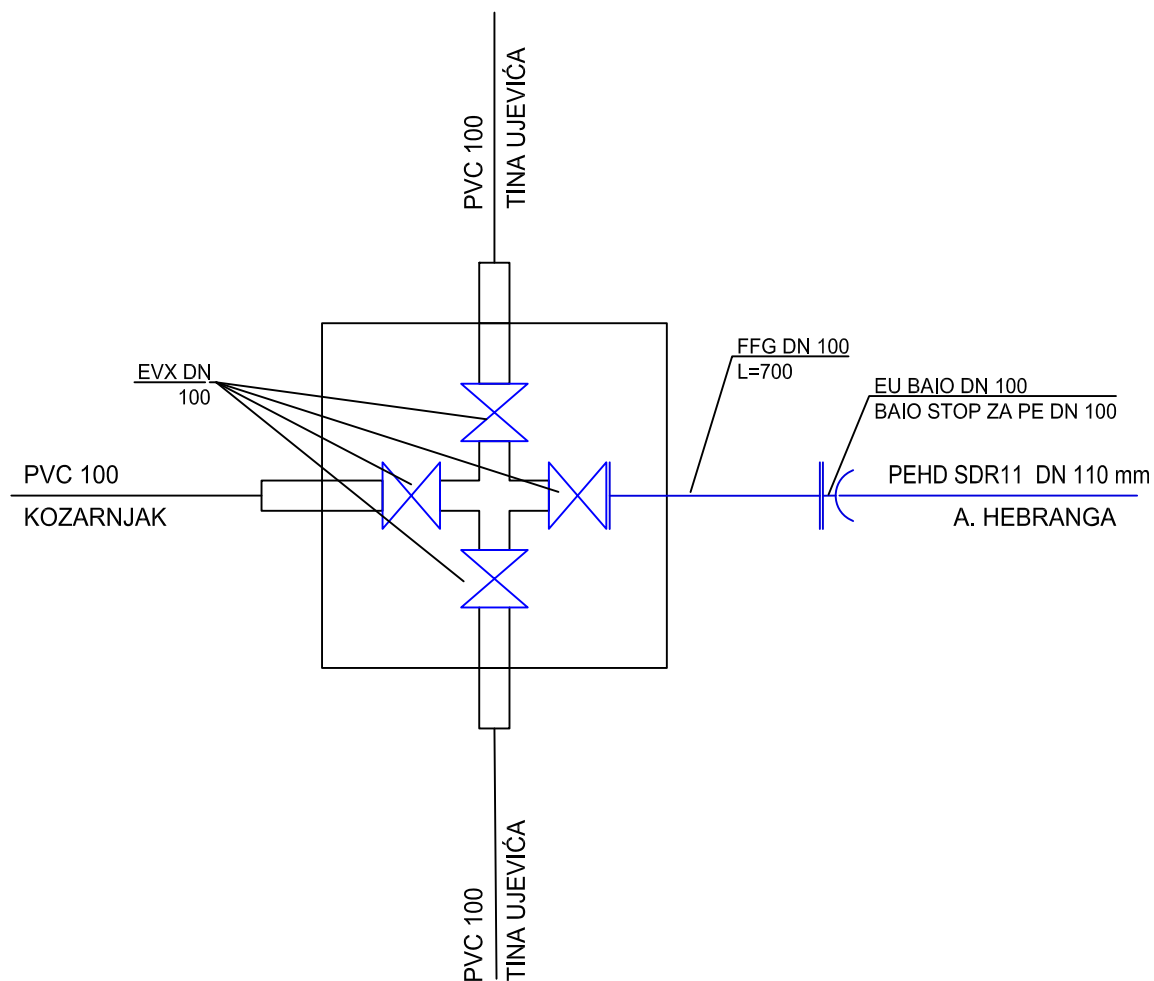 PVC 100
TINA UJEVIĆA
EVX DN
100
FFG DN 100
L=700
EU BAIO DN 100
BAIO STOP ZA PE DN 100
PVC 100
KOZARNJAK
PEHD SDR11 DN 110 mm
A. HEBRANGA
PVC 100
TINA UJEVIĆA